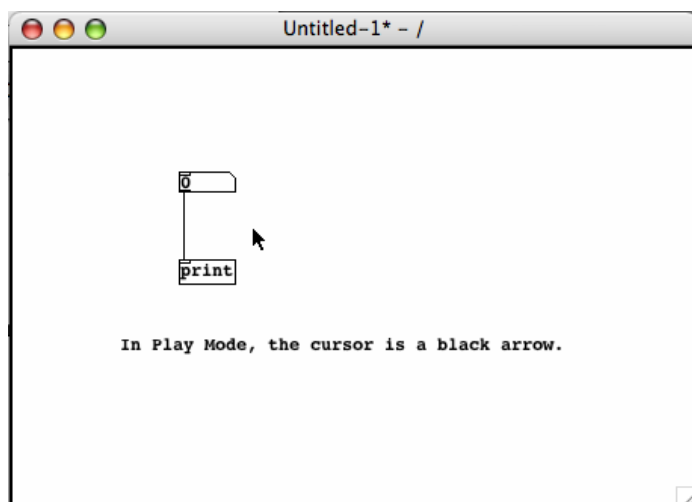 Untitled-1* - /
0
print
In Play Mode, the cursor is a black arrow.